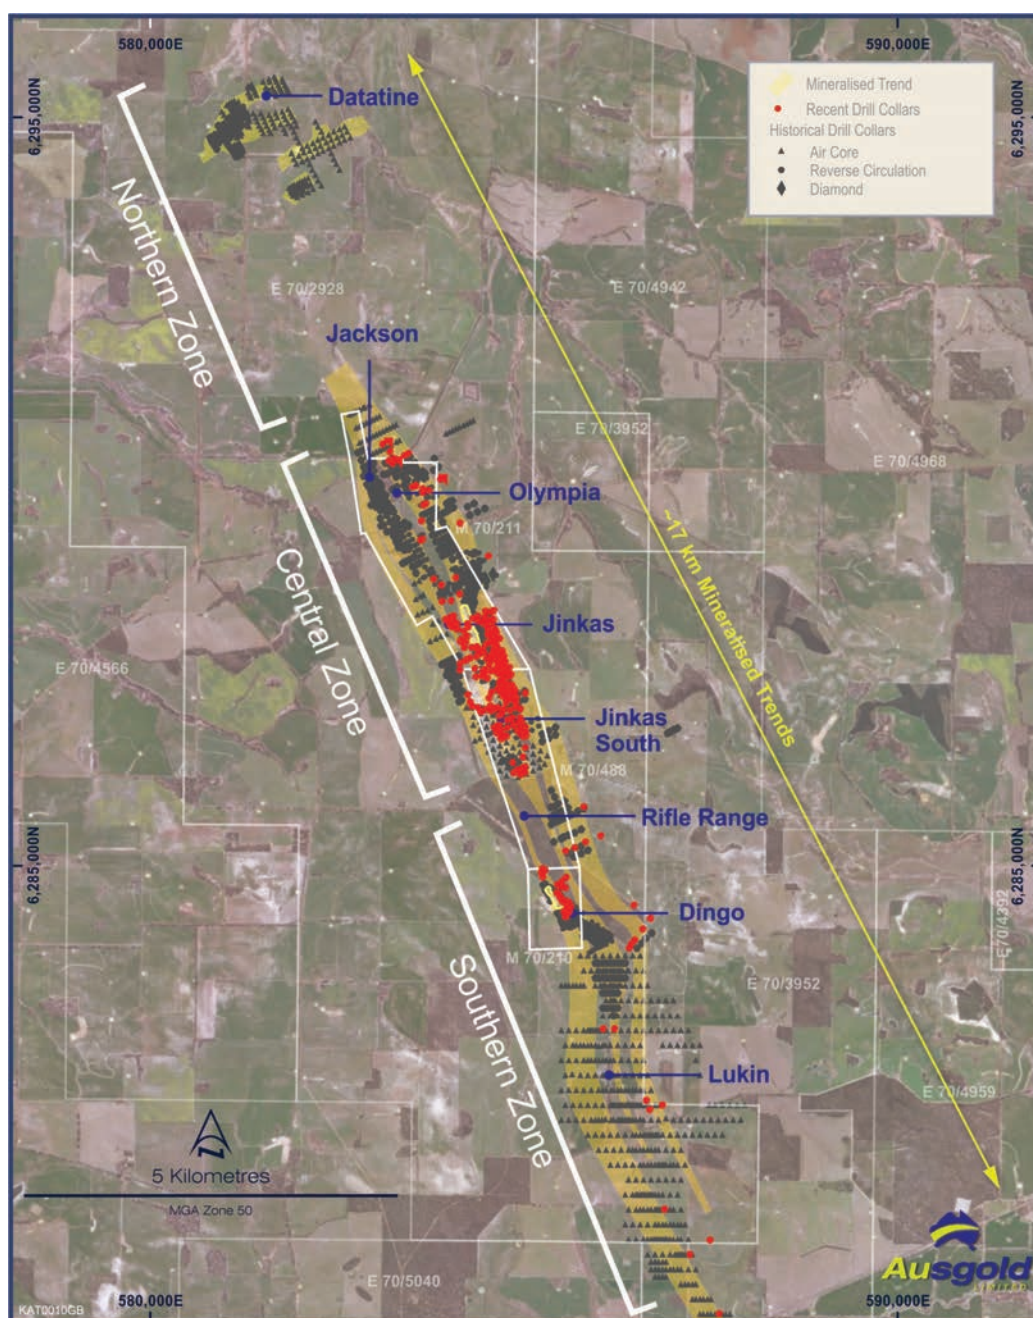 580,000E
590,000E
6,295,000N
6,295,000N
Mineralised Trend
Recent Drill Collars
Historical Drill Collars
Air Core
Reverse Circulation
Diamond
Datatine
Northern Zone
E 70/2928
E 70/4942
Jackson
E 70/3952
E 70/4968
Olympia
M 70/211
~17 km Mineralised Trends
Central Zone
Jinkas
E 70/4566
Jinkas
South
M 70/488
Rifle Range
6,285,000N
6,285,000N
Dingo
E70/4392
M 70/210
E 70/3952
Southern Zone
Lukin
E 70/4959
5 Kilometres
MGA Zone 50
Ausgold
LIMITED
E 70/5040
KAT0010GB
580,000E
590,000E